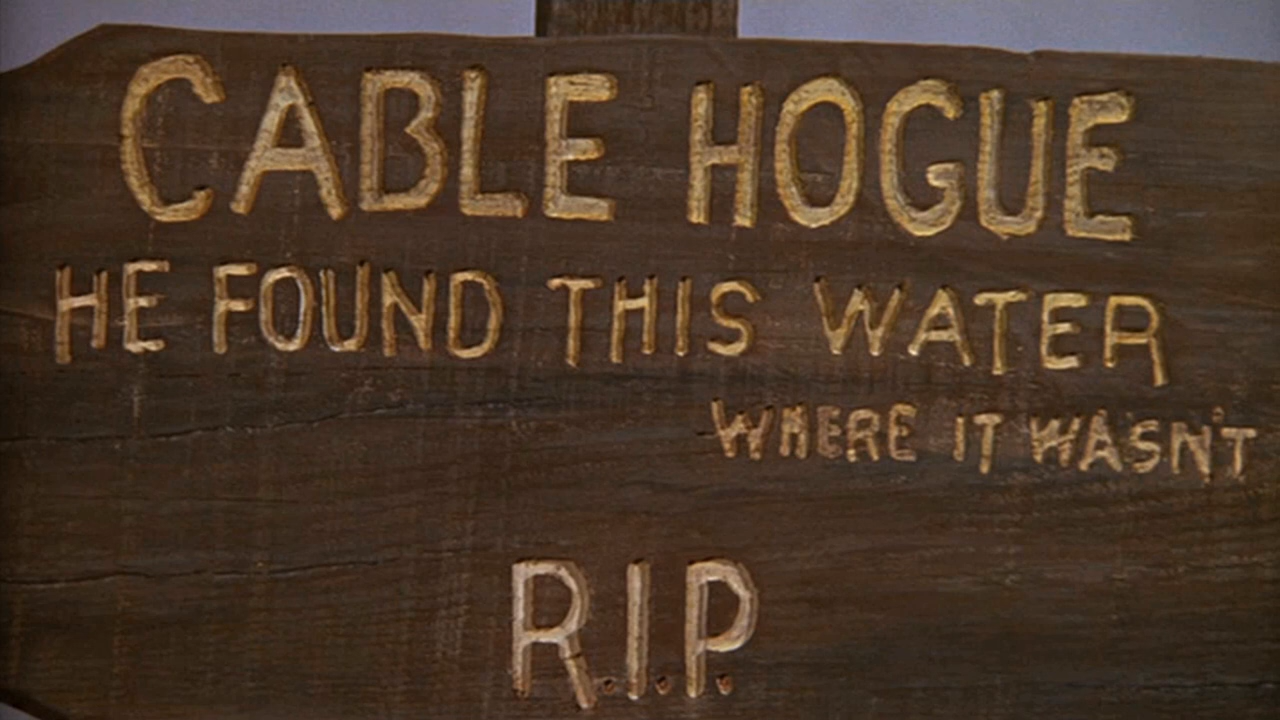 CABLE HOGUE
HE FOUND THIS WATER
WHERE IT WASN'T
R.I.P.